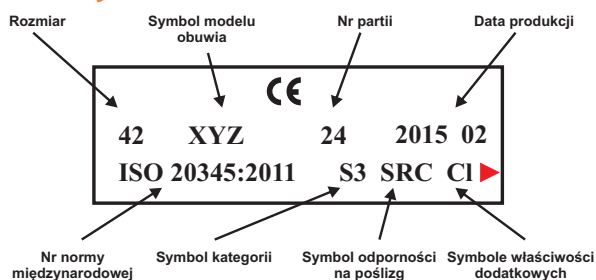 Rozmiar
Symbol modelu
obuwia
Nr partii
Data produkcji
CE
42 XYZ 24 2015 02
ISO 20345:2011 S3 SRC Cl
Nr normy
międzynarodowej
Symbol kategorii
Symbol odporności
na poślizg
Symbole właściwości
dodatkowych